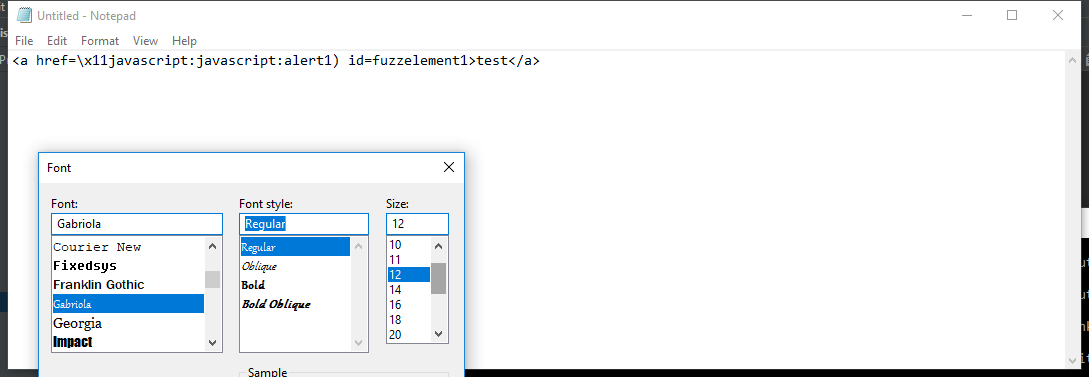 Untitled - Notepad
File Edit Format View Help
<a href=\x11javascript:javascript:alert1) id=fuzzelement1>test</a>
Font
Font: Font style: Size:
Gabriola Regular 12
Courier New Regular 10
Fixedsys Oblique 11
Franklin Gothic Bold 12
Gabriola Bold Oblique 14
Georgia 16
Impact 18
20
Sample